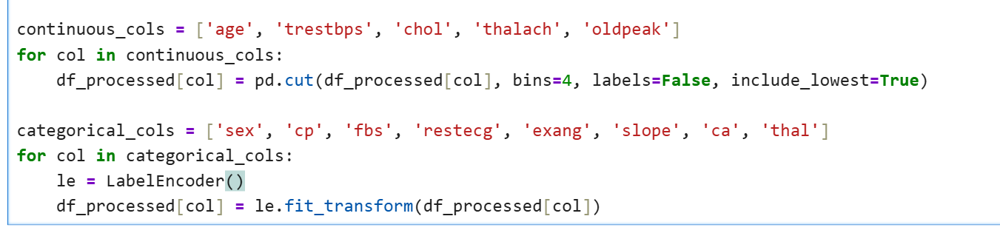 continuous_cols = ['age', 'trestbps', 'chol', 'thalach', 'oldpeak']
for col in continuous_cols:
    df_processed[col] = pd.cut(df_processed[col], bins=4, labels=False, include_lowest=True)

categorical_cols = ['sex', 'cp', 'fbs', 'restecg', 'exang', 'slope', 'ca', 'thal']
for col in categorical_cols:
    le = LabelEncoder()
    df_processed[col] = le.fit_transform(df_processed[col])